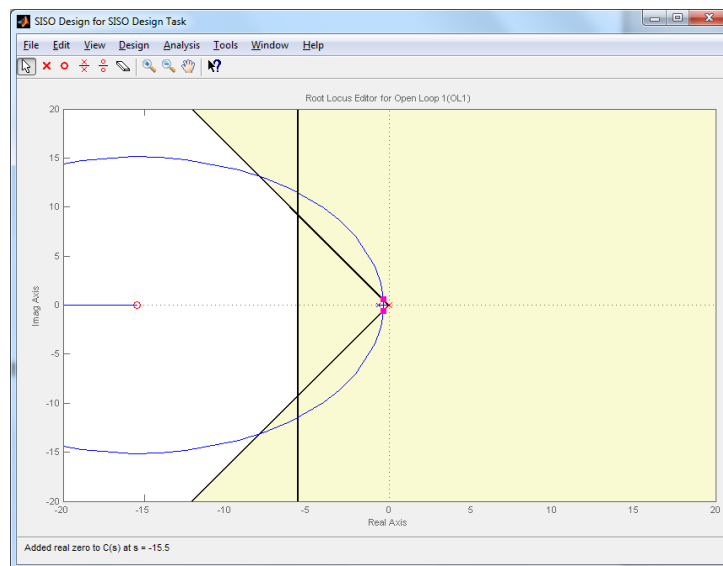 SISO Design for SISO Design Task
File Edit View Design Analysis Tools Window Help
Root Locus Editor for Open Loop 1(OL1)
20
15
10
5
0
-5
-10
-15
-20
Imag Axis
-20 -15 -10 -5 0 5 10 15 20
Real Axis
Added real zero to C(s) at s = -15.5